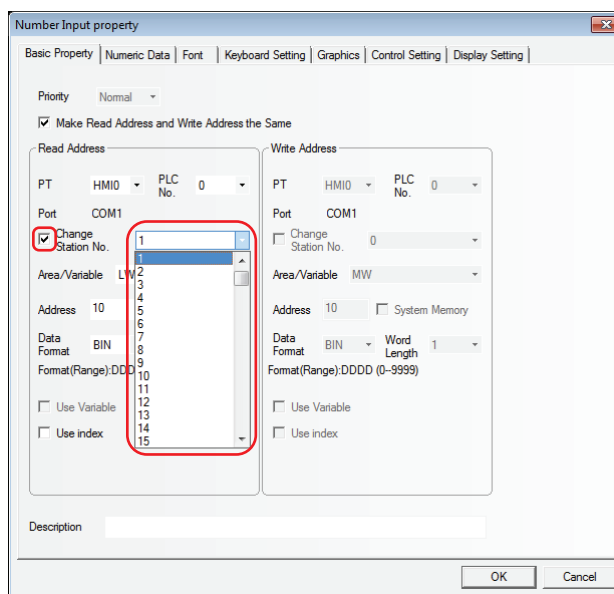 Number Input property
Basic Property Numeric Data Font Keyboard Setting Graphics Control Setting Display Setting
Priority Normal
Make Read Address and Write Address the Same
Read Address
PT HMI0 PLC No. 0
Port COM1
Change Station No. 1
Area/Variable LW
Address 10
Data Format BIN
Format(Range):DDD
Use Variable
Use index
1
2
3
4
5
6
7
8
9
10
11
12
13
14
15
Write Address
PT HMI0 PLC No. 0
Port COM1
Change Station No. 0
Area/Variable MW
Address 10 System Memory
Data Format BIN Word Length 1
Format(Range):DDDD (0--9999)
Use Variable
Use index
Description
OK Cancel